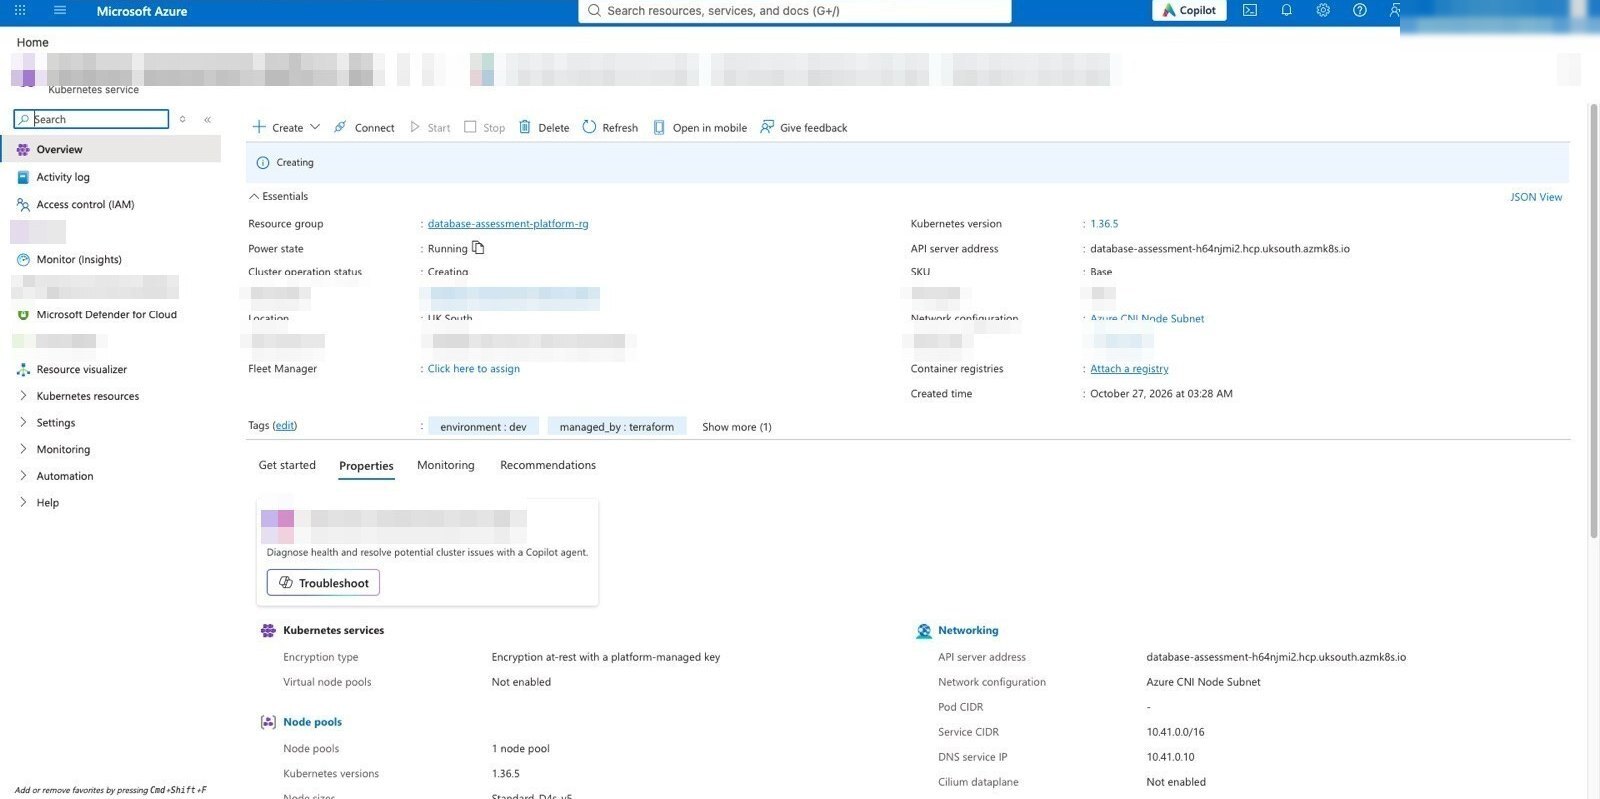 Microsoft Azure
Search resources, services, and docs (G+/)
Copilot
Home
Kubernetes service
Search
Overview
Activity log
Access control (IAM)
Monitor (Insights)
Microsoft Defender for Cloud
Resource visualizer
Kubernetes resources
Settings
Monitoring
Automation
Help
Add or remove favorites by pressing Cmd+Shift+F
Create Connect Start Stop Delete Refresh Open in mobile Give feedback
Creating
Essentials
JSON View
Resource group : database-assessment-platform-rg
Power state : Running
Cluster operation status : Creating
Location : UK South
Fleet Manager : Click here to assign
Kubernetes version : 1.36.5
API server address : database-assessment-h64njmi2.hcp.uksouth.azmk8s.io
SKU : Base
Network configuration : Azure CNI Node Subnet
Container registries : Attach a registry
Created time : October 27, 2026 at 03:28 AM
Tags (edit) : environment : dev managed_by : terraform Show more (1)
Get started Properties Monitoring Recommendations
Diagnose health and resolve potential cluster issues with a Copilot agent.
Troubleshoot
Kubernetes services
Encryption type Encryption at-rest with a platform-managed key
Virtual node pools Not enabled
Node pools
Node pools 1 node pool
Kubernetes versions 1.36.5
Node sizes Standard_D4s_v5
Networking
API server address database-assessment-h64njmi2.hcp.uksouth.azmk8s.io
Network configuration Azure CNI Node Subnet
Pod CIDR -
Service CIDR 10.41.0.0/16
DNS service IP 10.41.0.10
Cilium dataplane Not enabled